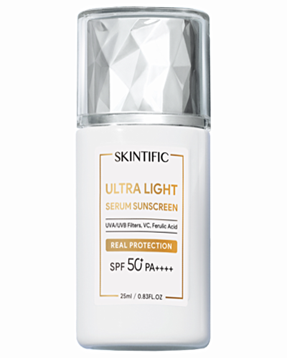 SKINTIFIC
ULTRA LIGHT
SERUM SUNSCREEN
UVA/UVB Filters, VC, Ferulic Acid
REAL PROTECTION
SPF 50+ PA++++
25ml / 0.83FL.OZ